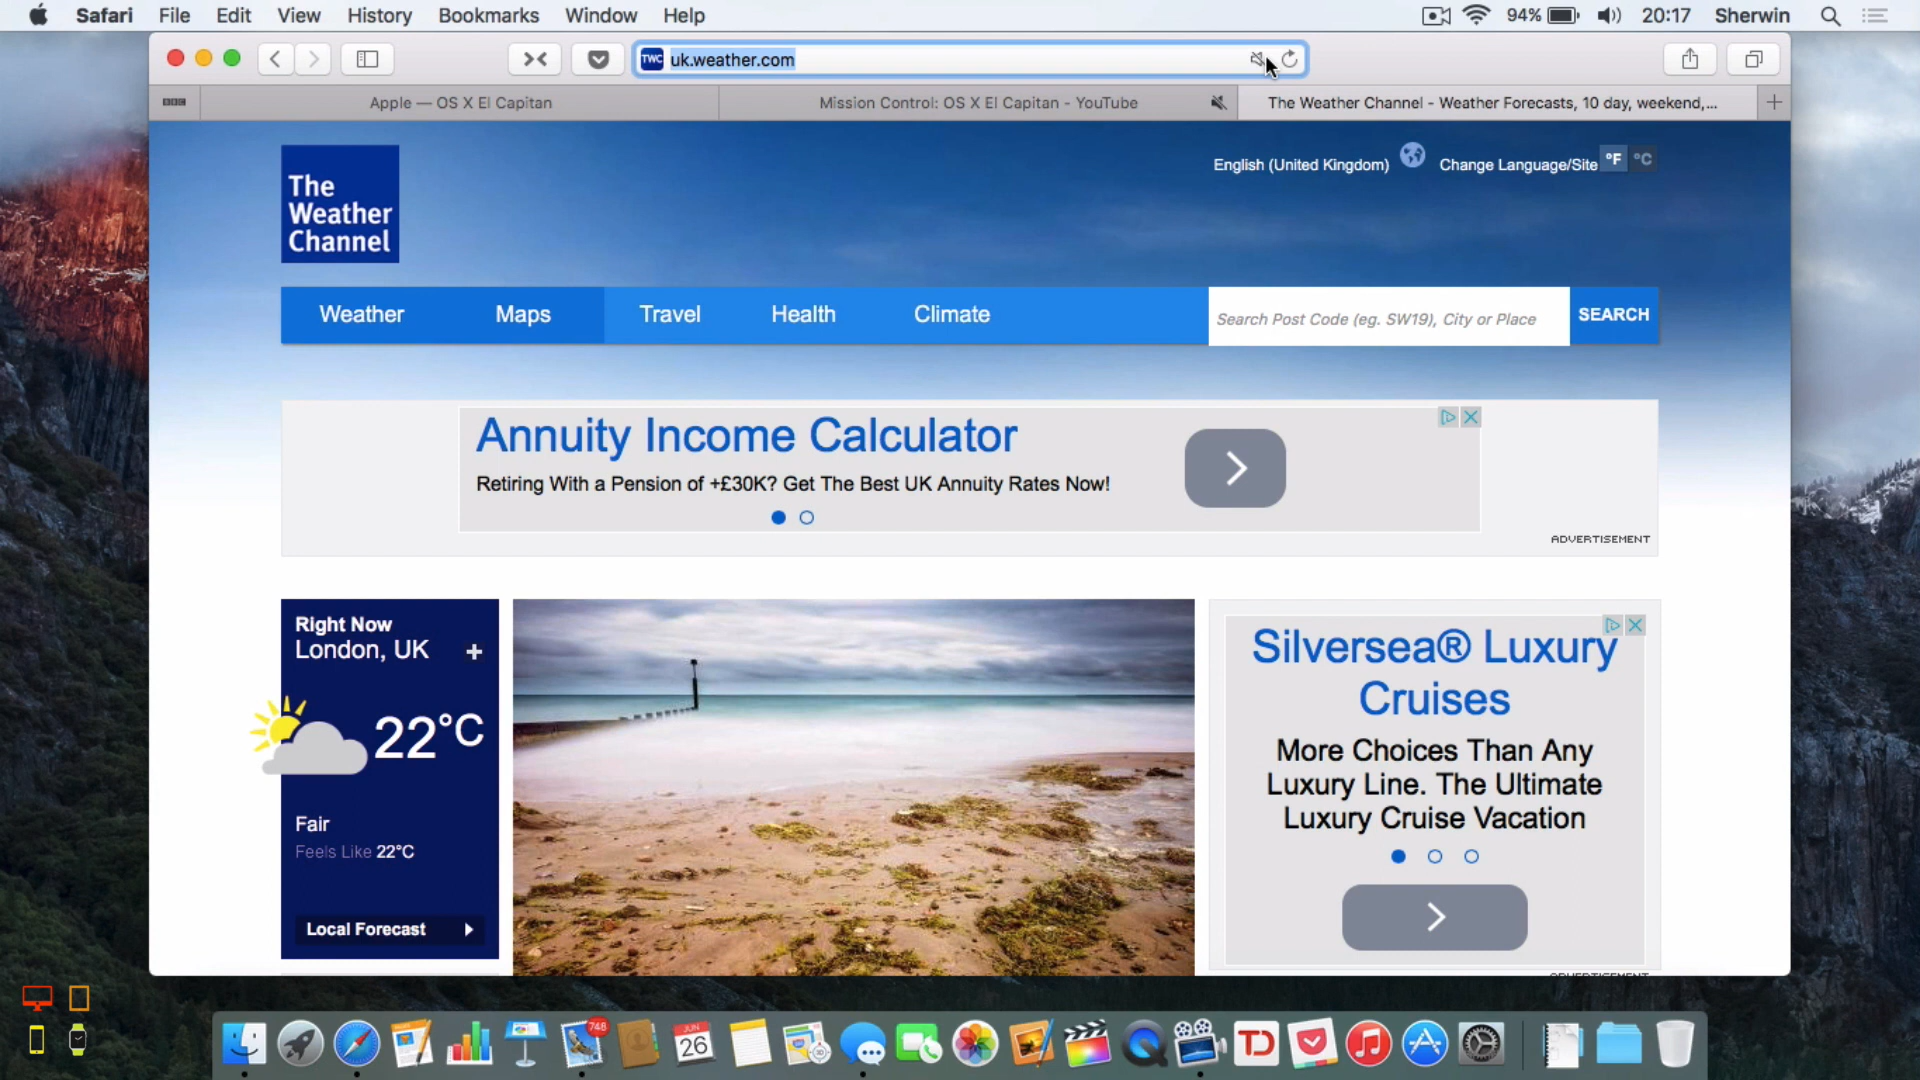 Safari File Edit View History Bookmarks Window Help 94% 20:17 Sherwin
TWC uk.weather.com
BBC Apple — OS X El Capitan Mission Control: OS X El Capitan - YouTube The Weather Channel - Weather Forecasts, 10 day, weekend,...
The
Weather
Channel
English (United Kingdom) Change Language/Site °F °C
Weather Maps Travel Health Climate Search Post Code (eg. SW19), City or Place SEARCH
Annuity Income Calculator
Retiring With a Pension of +£30K? Get The Best UK Annuity Rates Now!
ADVERTISEMENT
Right Now
London, UK +
22°C
Fair
Feels Like 22°C
Local Forecast
Silversea® Luxury
Cruises
More Choices Than Any
Luxury Line. The Ultimate
Luxury Cruise Vacation
ADVERTISEMENT
748
JUN
26